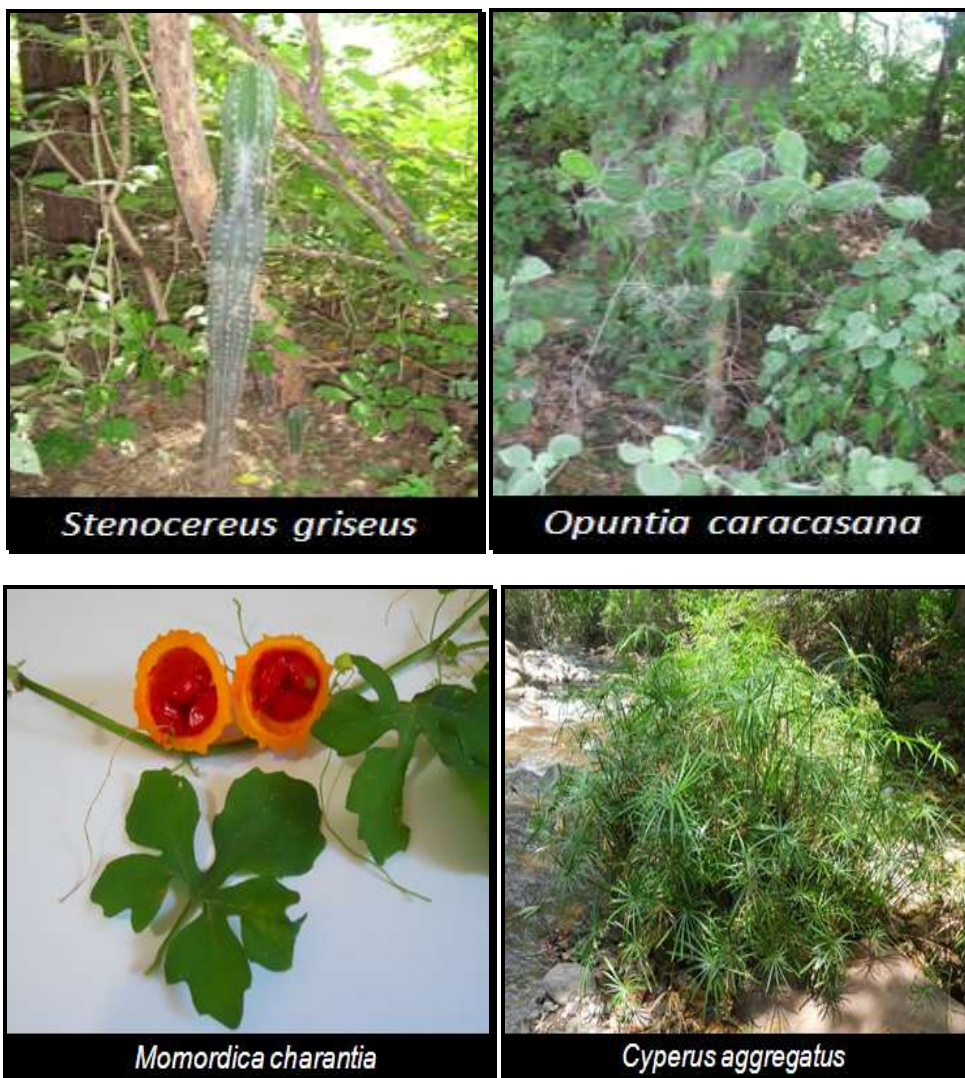 Stenocereus griseus
Opuntia caracasana
Momordica charantia
Cyperus aggregatus